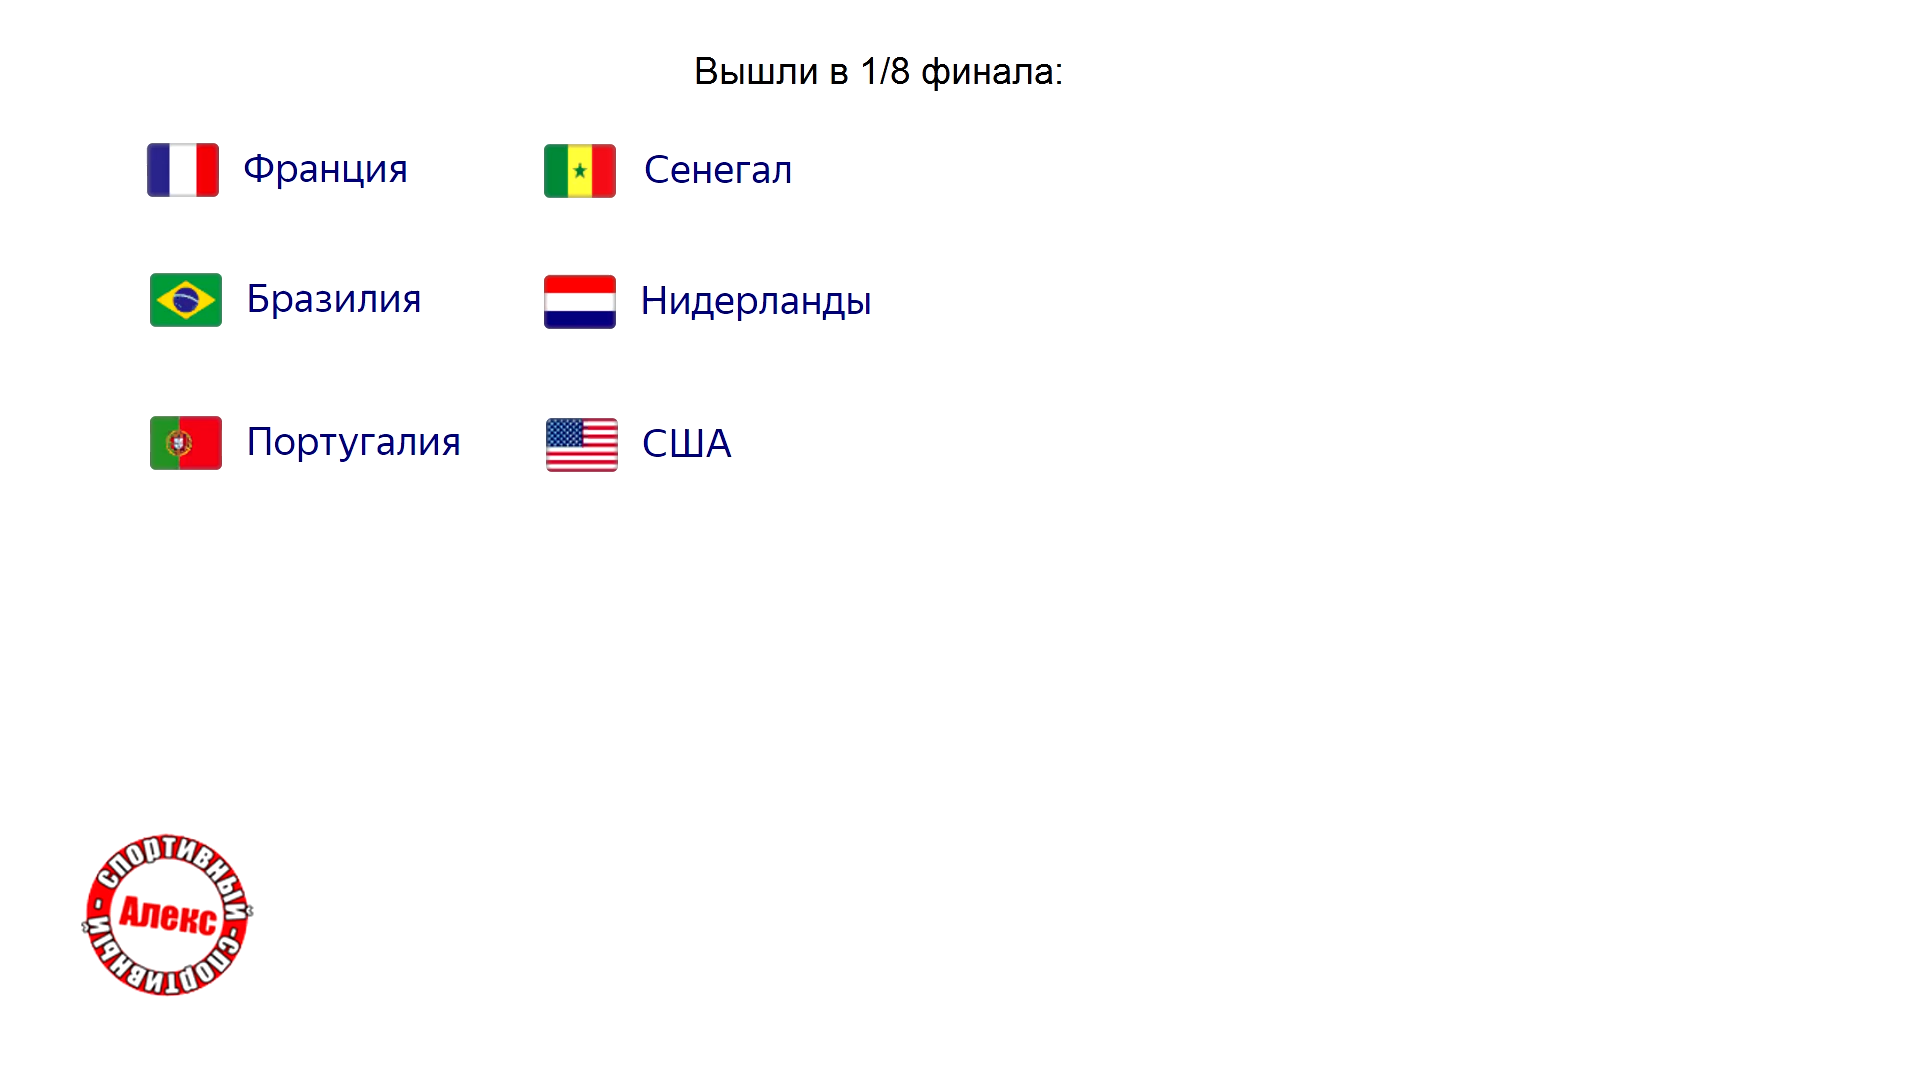 Вышли в 1/8 финала:
Франция Сенегал
Бразилия Нидерланды
Португалия США
- СПОРТИВНЫЙ - СПОРТИВНЫЙ
Алекс